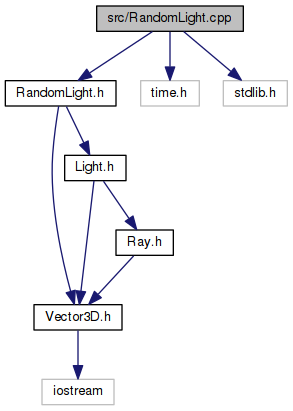 src/RandomLight.cpp
RandomLight.h
time.h
stdlib.h
Light.h
Ray.h
Vector3D.h
iostream